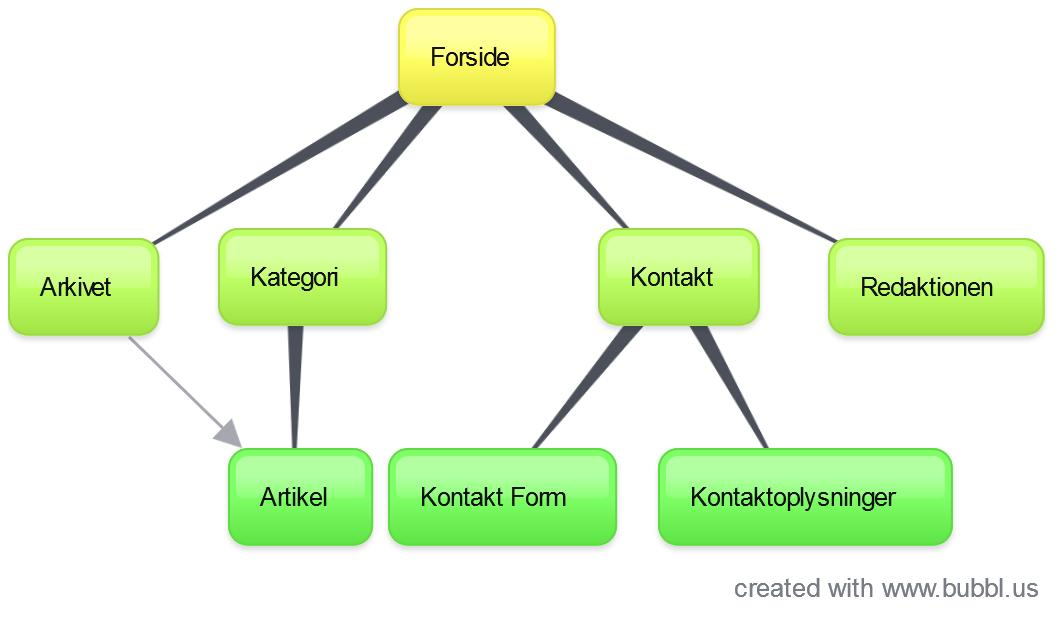 Forside
Arkivet
Kategori
Kontakt
Redaktionen
Artikel
Kontakt Form
Kontaktoplysninger
created with www.bubbl.us